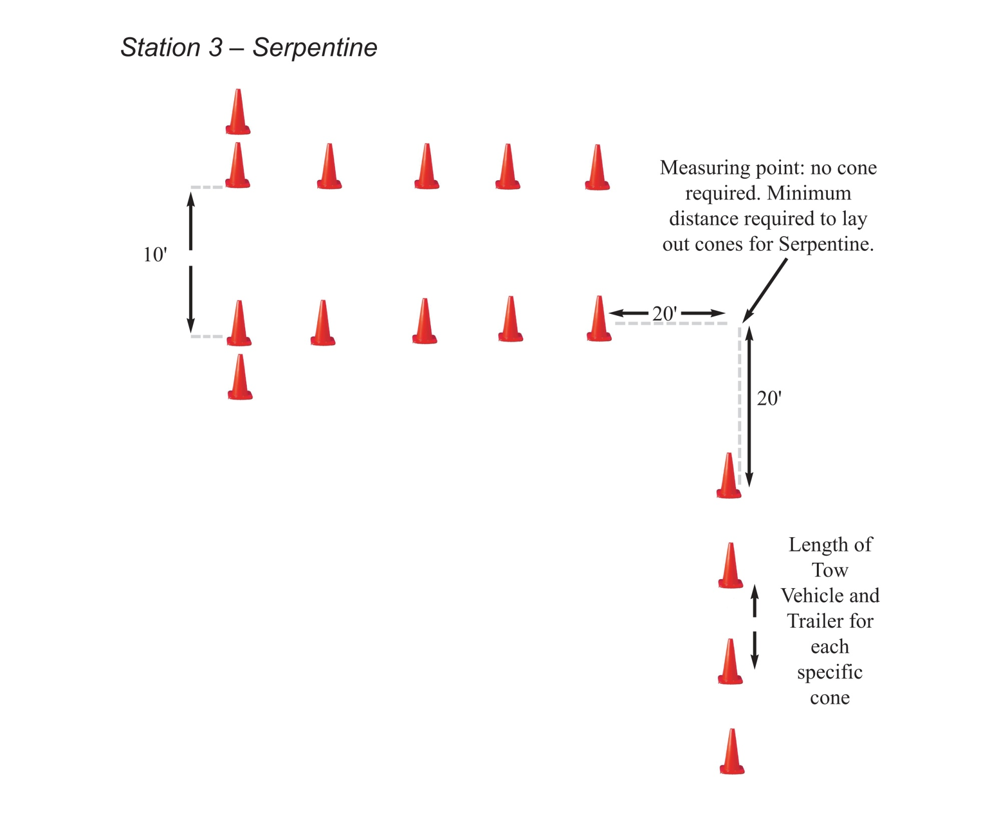 Station 3 – Serpentine
Measuring point: no cone
required. Minimum
distance required to lay
out cones for Serpentine.
10'
20'
20'
Length of
Tow
Vehicle and
Trailer for
each
specific
cone